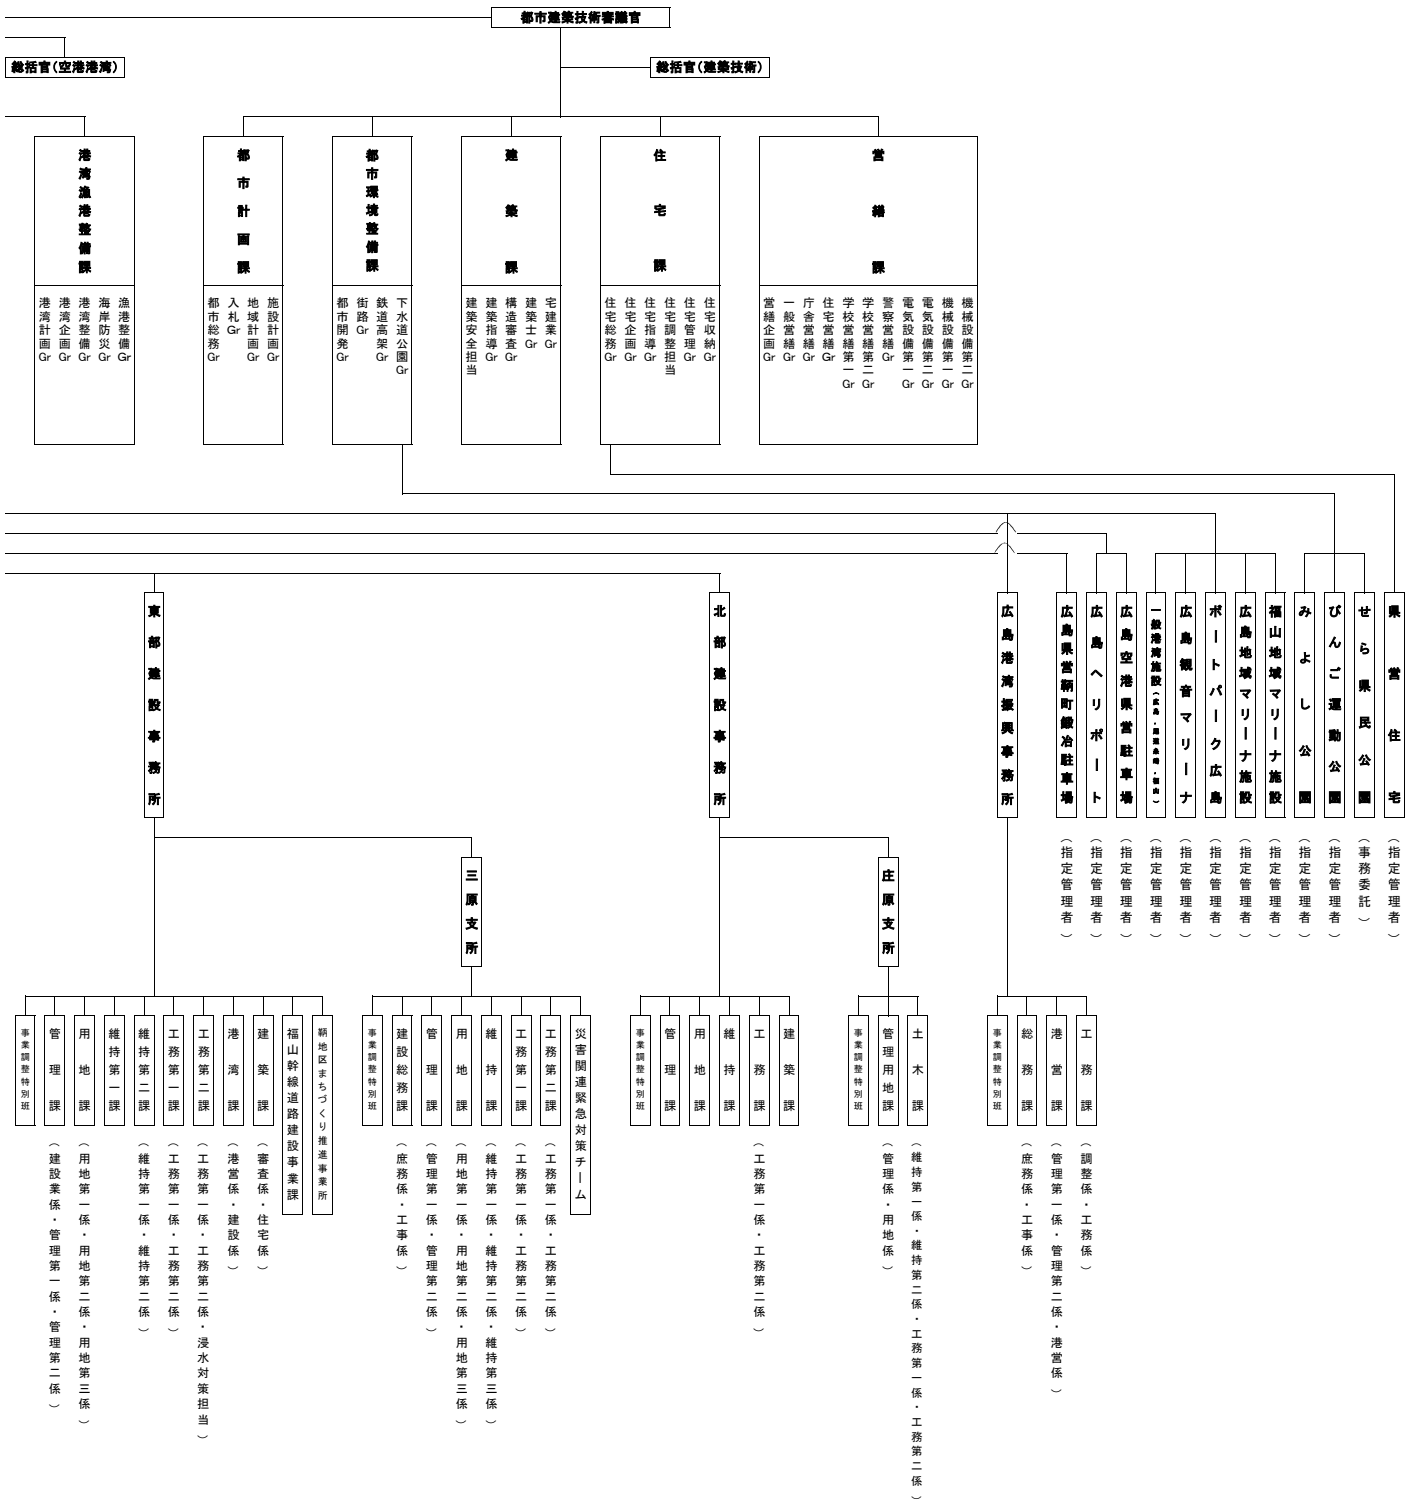 都市建築技術審議官
総括官（空港港湾）
総括官（建築技術）
港湾漁港整備課
港湾計画Gr
港湾企画Gr
港湾整備Gr
海岸防災Gr
漁港整備Gr
都市計画課
都市総務Gr
入札Gr
地域計画Gr
施設計画Gr
都市環境整備課
都市開発Gr
街路Gr
鉄道高架Gr
下水道公園Gr
建築課
建築安全担当
建築指導Gr
構造審査Gr
建築士Gr
宅建業Gr
住宅課
住宅総務Gr
住宅企画Gr
住宅指導Gr
住宅調整担当
住宅管理Gr
住宅収納Gr
営繕課
営繕企画Gr
一般営繕Gr
庁舎営繕Gr
住宅営繕Gr
学校営繕第一Gr
学校営繕第二Gr
警察営繕Gr
電気設備第一Gr
電気設備第二Gr
機械設備第一Gr
機械設備第二Gr
東部建設事務所
北部建設事務所
広島港湾振興事務所
広島県営鞆町鍛冶駐車場
（指定管理者）
広島ヘリポート
（指定管理者）
広島空港県営駐車場
（指定管理者）
一般港湾施設（広島・尾道糸崎・福山）
（指定管理者）
広島観音マリーナ
（指定管理者）
ボートパーク広島
（指定管理者）
広島地域マリーナ施設
（指定管理者）
福山地域マリーナ施設
（指定管理者）
みよし公園
（指定管理者）
びんご運動公園
（指定管理者）
せら県民公園
（事務委託）
県営住宅
（指定管理者）
三原支所
庄原支所
事業調整特別班
管理課
（建設業係・管理第一係・管理第二係）
用地課
（用地第一係・用地第二係・用地第三係）
維持第一課
維持第二課
（維持第一係・維持第二係）
工務第一課
（工務第一係・工務第二係）
工務第二課
（工務第一係・工務第二係・浸水対策担当）
港湾課
（港営係・建設係）
建築課
（審査係・住宅係）
福山幹線道路建設事業課
鞆地区まちづくり推進事業所
事業調整特別班
建設総務課
（庶務係・工事係）
管理課
（管理第一係・管理第二係）
用地課
（用地第一係・用地第二係・用地第三係）
維持課
（維持第一係・維持第二係・維持第三係）
工務第一課
（工務第一係・工務第二係）
工務第二課
（工務第一係・工務第二係）
災害関連緊急対策チーム
事業調整特別班
管理課
用地課
維持課
工務課
（工務第一係・工務第二係）
建築課
事業調整特別班
管理用地課
（管理係・用地係）
土木課
（維持第一係・維持第二係・工務第一係・工務第二係）
事業調整特別班
総務課
（庶務係・工事係）
港営課
（管理第一係・管理第二係・港営係）
工務課
（調整係・工務係）